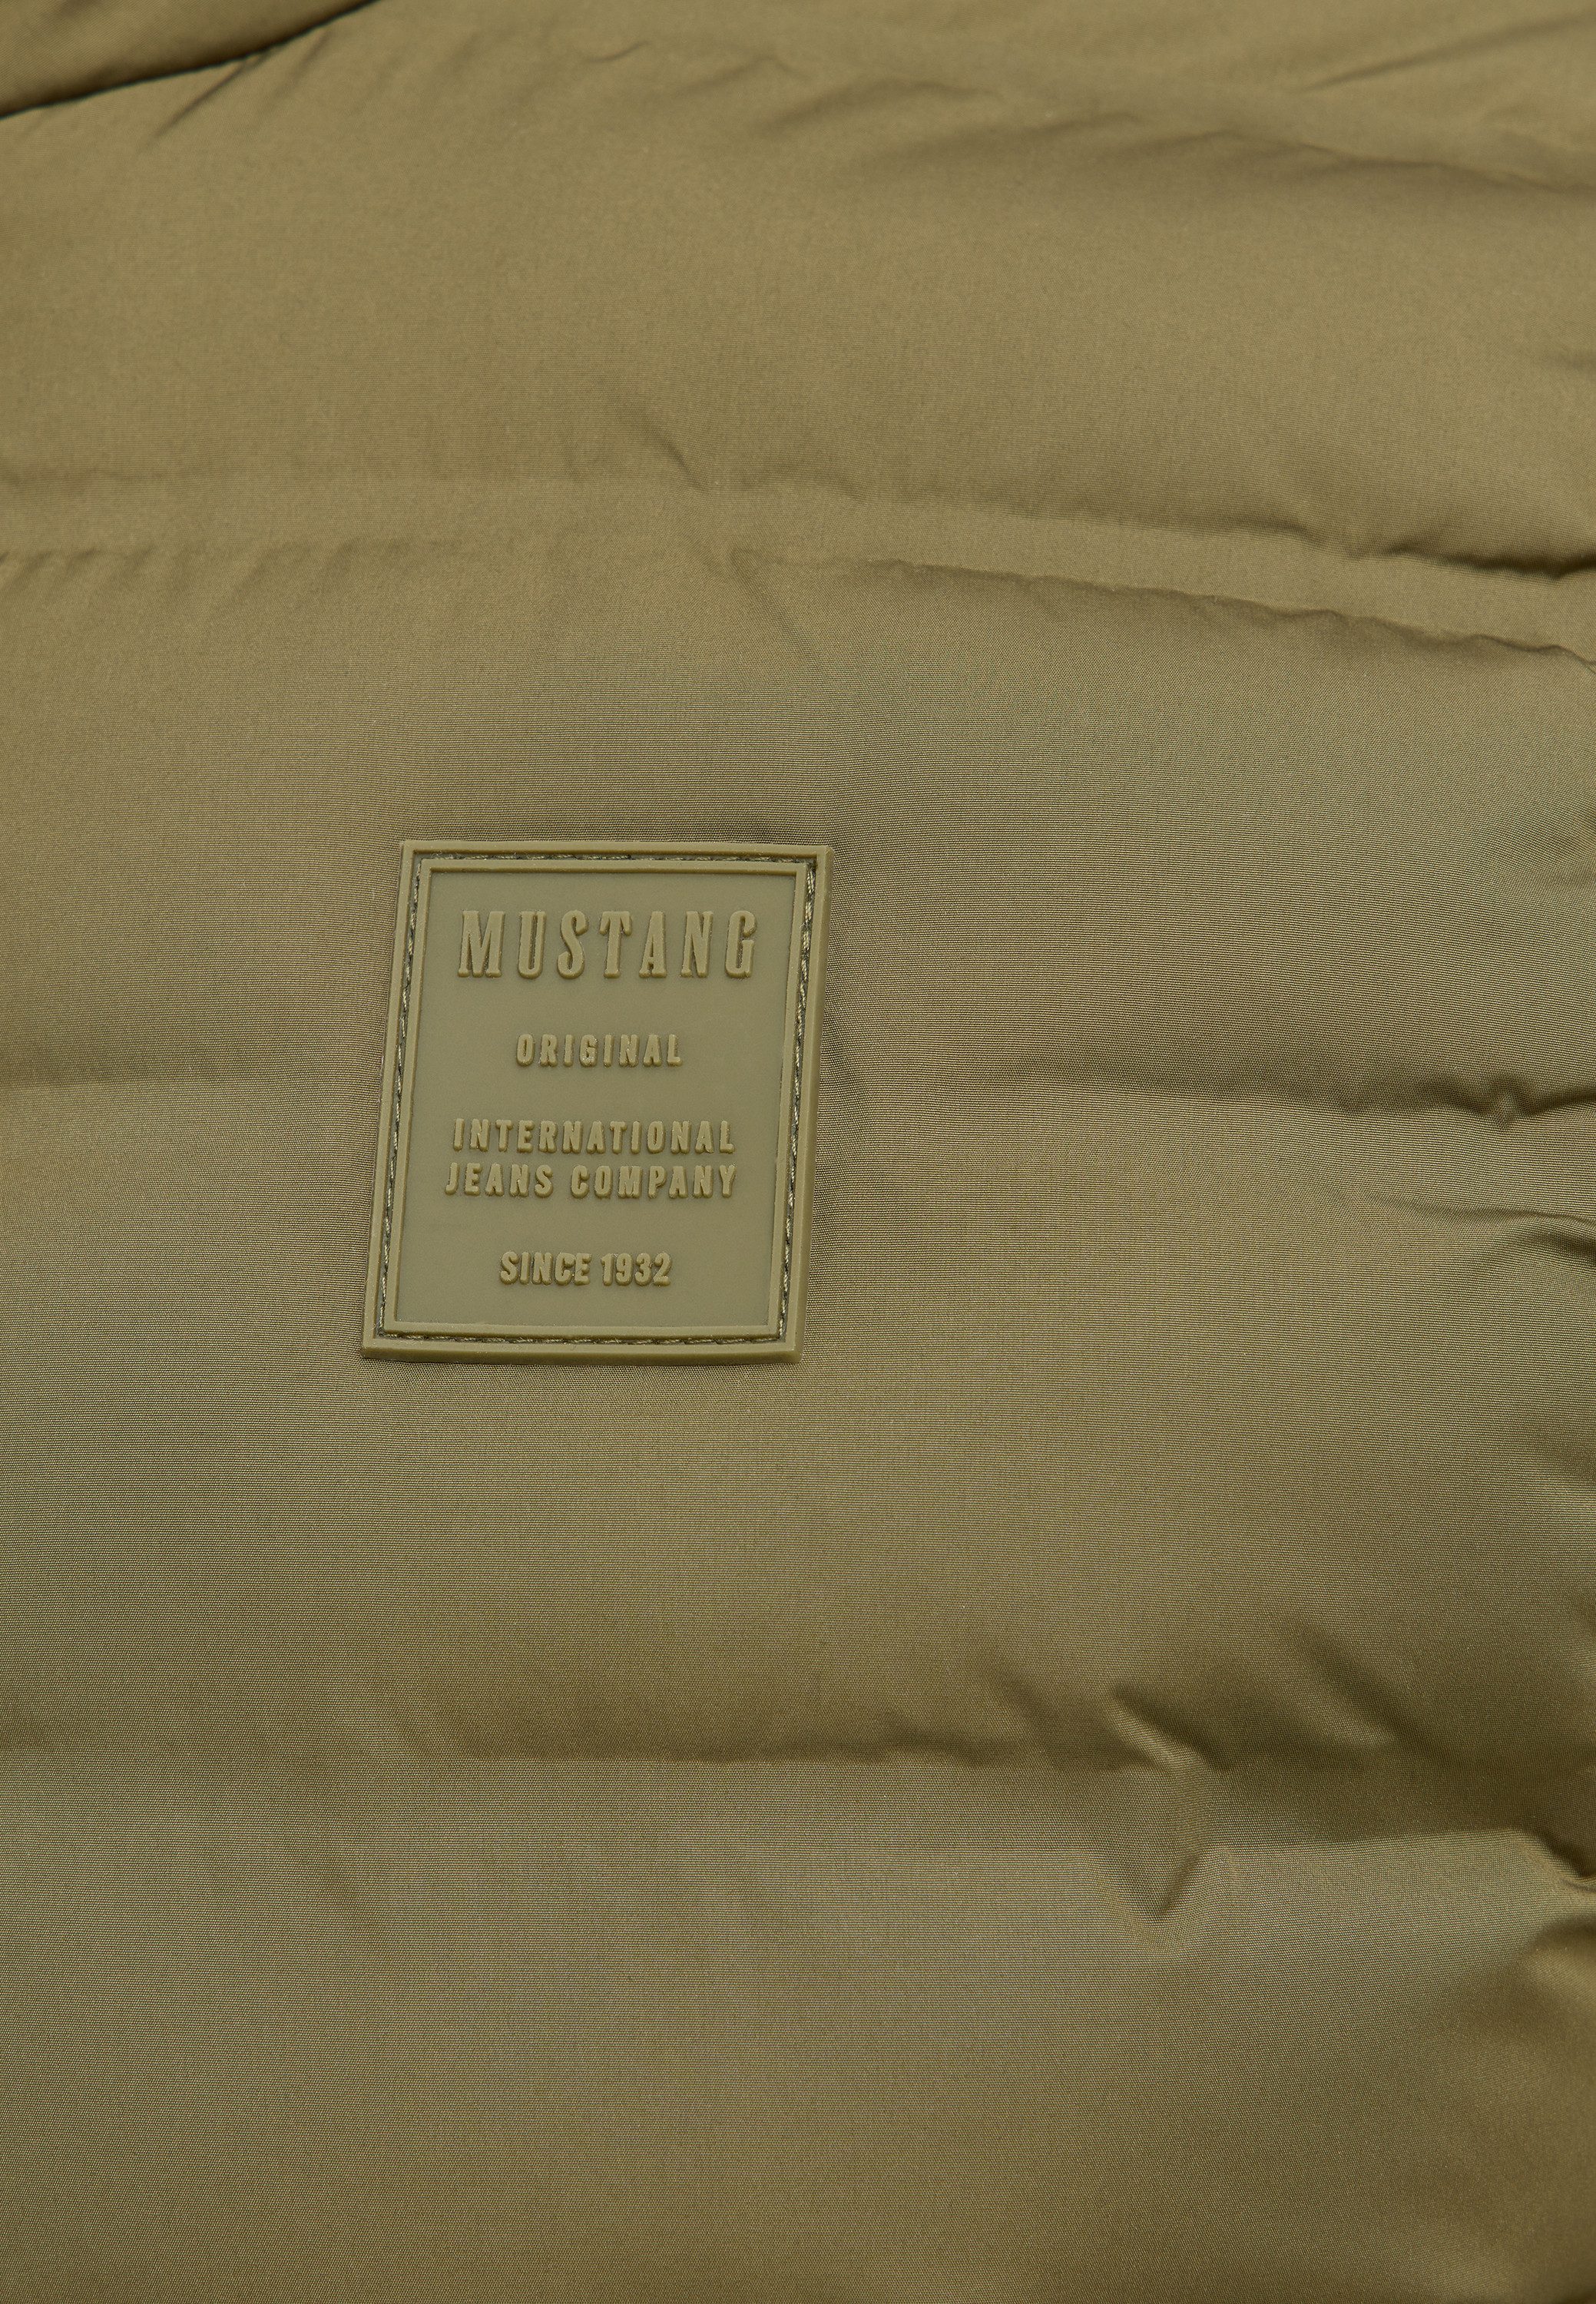 MUSTANG
ORIGINAL
INTERNATIONAL
JEANS COMPANY
SINCE 1932